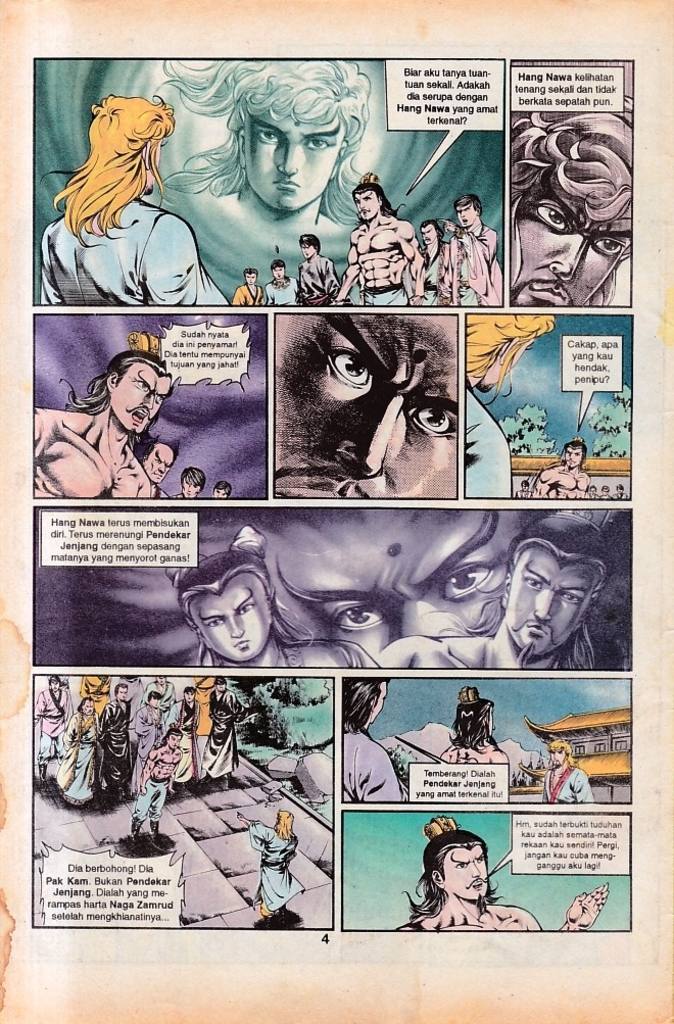 Biar aku tanya tuan-
tuan sekali. Adakah
dia serupa dengan
Hang Nawa yang amat
terkenal?
Hang Nawa kelihatan
tenang sekali dan tidak
berkata sepatah pun.
Sudah nyata
dia ini penyamar!
Dia tentu mempunyai
tujuan yang jahat!
Cakap, apa
yang kau
hendak,
penipu?
Hang Nawa terus membisukan
diri. Terus merenungi Pendekar
Jenjang dengan sepasang
matanya yang menyorot ganas!
Dia berbohong! Dia
Pak Kam. Bukan Pendekar
Jenjang. Dialah yang me-
rampas harta Naga Zamrud
setelah mengkhianatinya...
Temberang! Dialah
Pendekar Jenjang
yang amat terkenal itu!
Hm, sudah terbukti tuduhan
kau adalah semata-mata
rekaan kau sendiri! Pergi,
jangan kau cuba meng-
ganggu aku lagi!
4